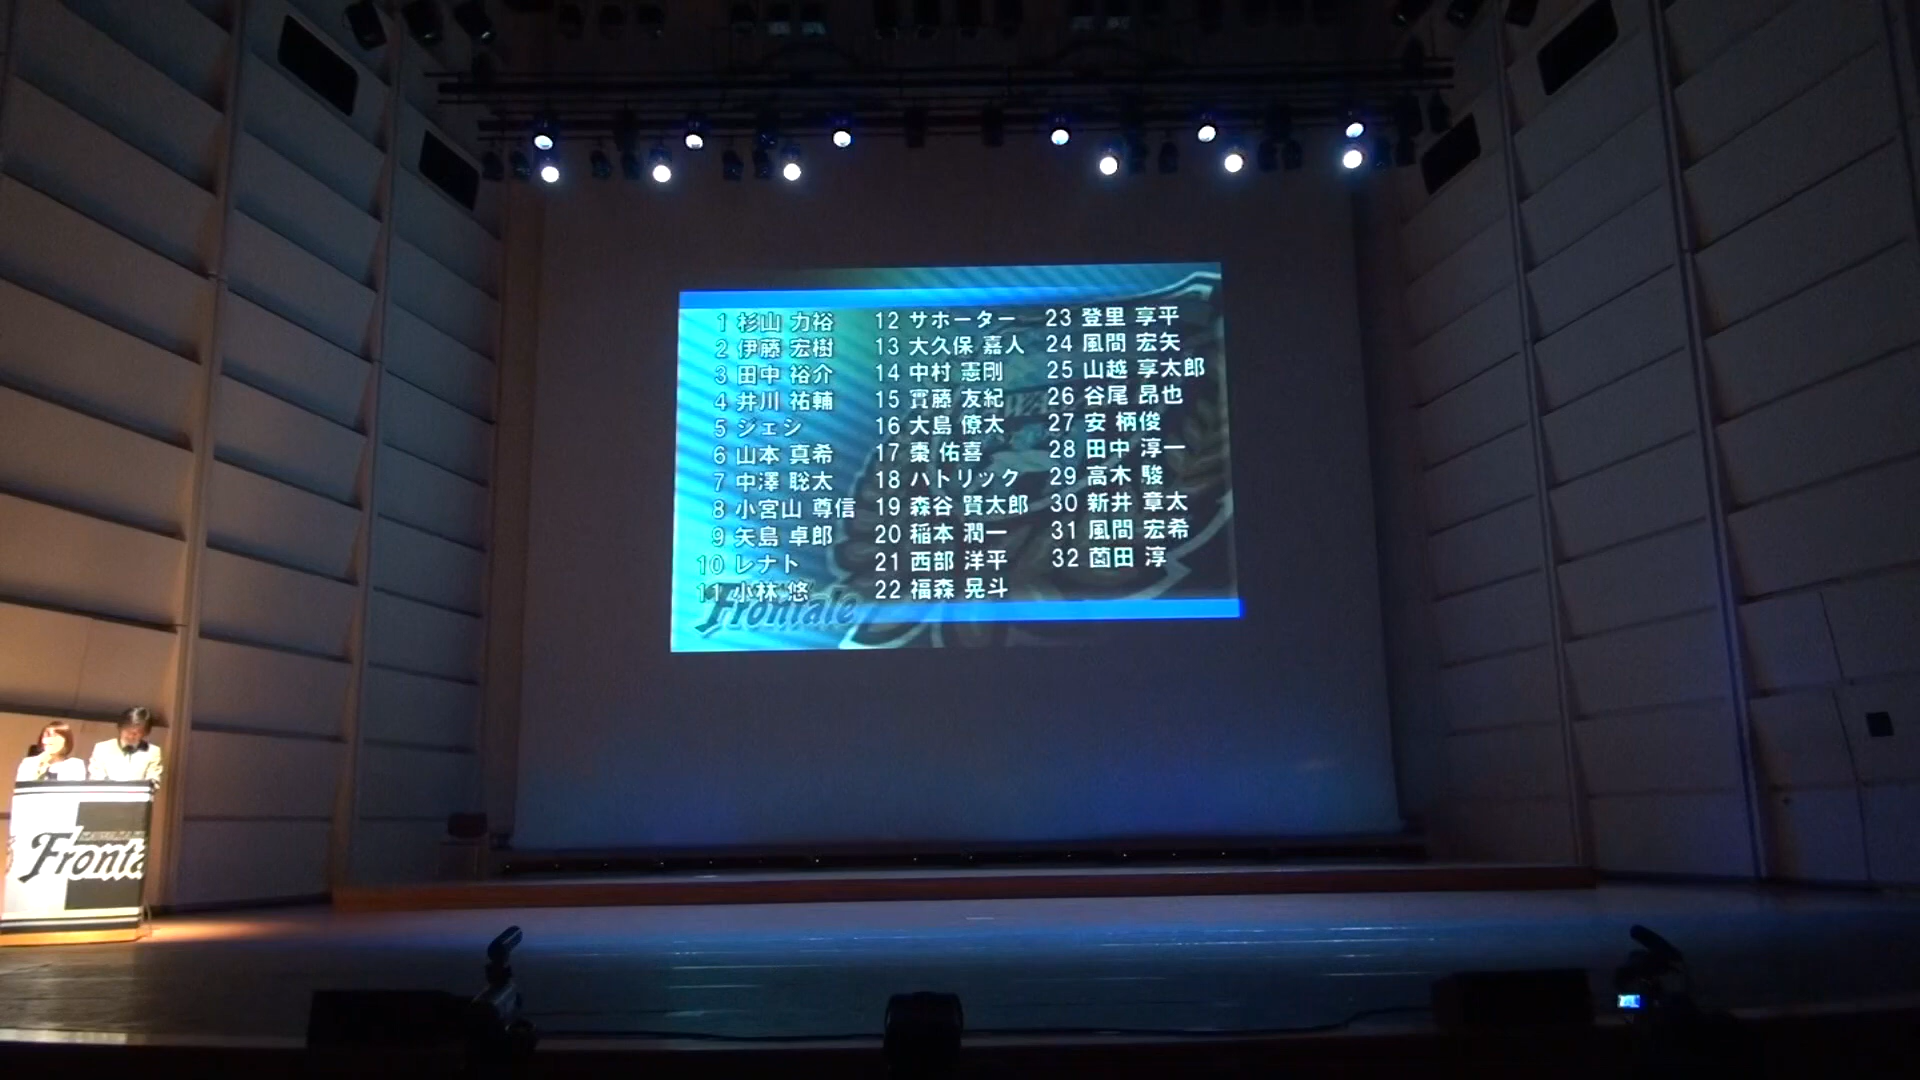 1 杉山 力裕
2 伊藤 宏樹
3 田中 裕介
4 井川 祐輔
5 ジェシ
6 山本 真希
7 中澤 聡太
8 小宮山 尊信
9 矢島 卓郎
10 レナト
11 小林 悠
12 サポーター
13 大久保 嘉人
14 中村 憲剛
15 實藤 友紀
16 大島 僚太
17 棗 佑喜
18 パトリック
19 森谷 賢太郎
20 稲本 潤一
21 西部 洋平
22 福森 晃斗
23 登里 享平
24 風間 宏矢
25 山越 享太郎
26 谷尾 昂也
27 安 柄俊
28 田中 淳一
29 高木 駿
30 新井 章太
31 風間 宏希
32 薗田 淳
Frontale
Fronta